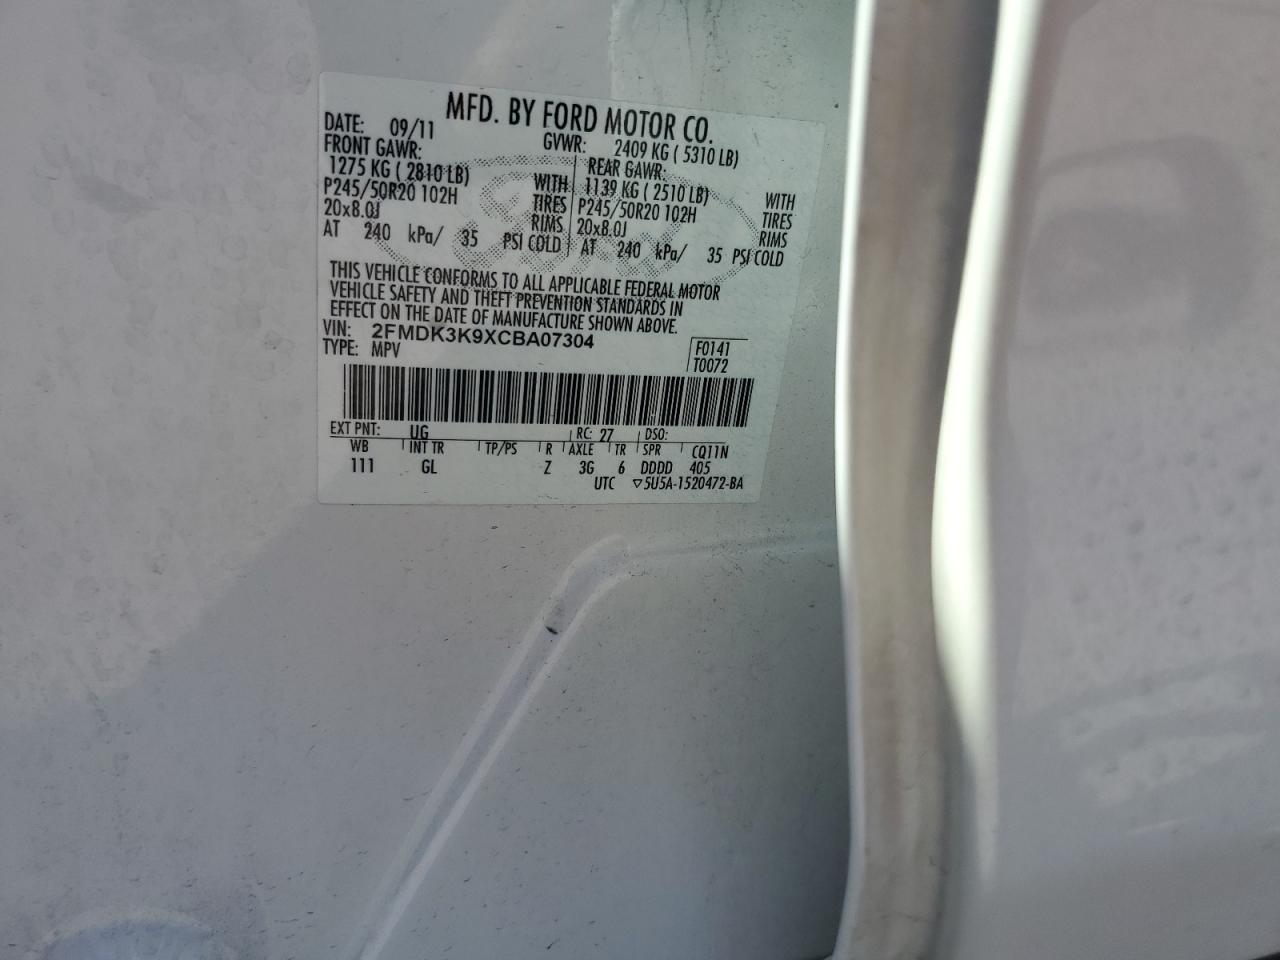 MFD. BY FORD MOTOR CO.
DATE: 09/11 GVWR: 2409 KG ( 5310 LB)
FRONT GAWR: REAR GAWR:
1275 KG ( 2810 LB) WITH 1139 KG ( 2510 LB) WITH
P245/50R20 102H TIRES P245/50R20 102H TIRES
20x8.0J RIMS 20x8.0J RIMS
AT 240 kPa/ 35 PSI COLD AT 240 kPa/ 35 PSI COLD
THIS VEHICLE CONFORMS TO ALL APPLICABLE FEDERAL MOTOR
VEHICLE SAFETY AND THEFT PREVENTION STANDARDS IN
EFFECT ON THE DATE OF MANUFACTURE SHOWN ABOVE.
VIN: 2FMDK3K9XCBA07304
TYPE: MPV
F0141
T0072
EXT PNT: UG RC: 27 DSO:
WB INT TR TP/PS R AXLE TR SPR CQ11N
111 GL Z 3G 6 DDDD 405
UTC ▽5U5A-1520472-BA